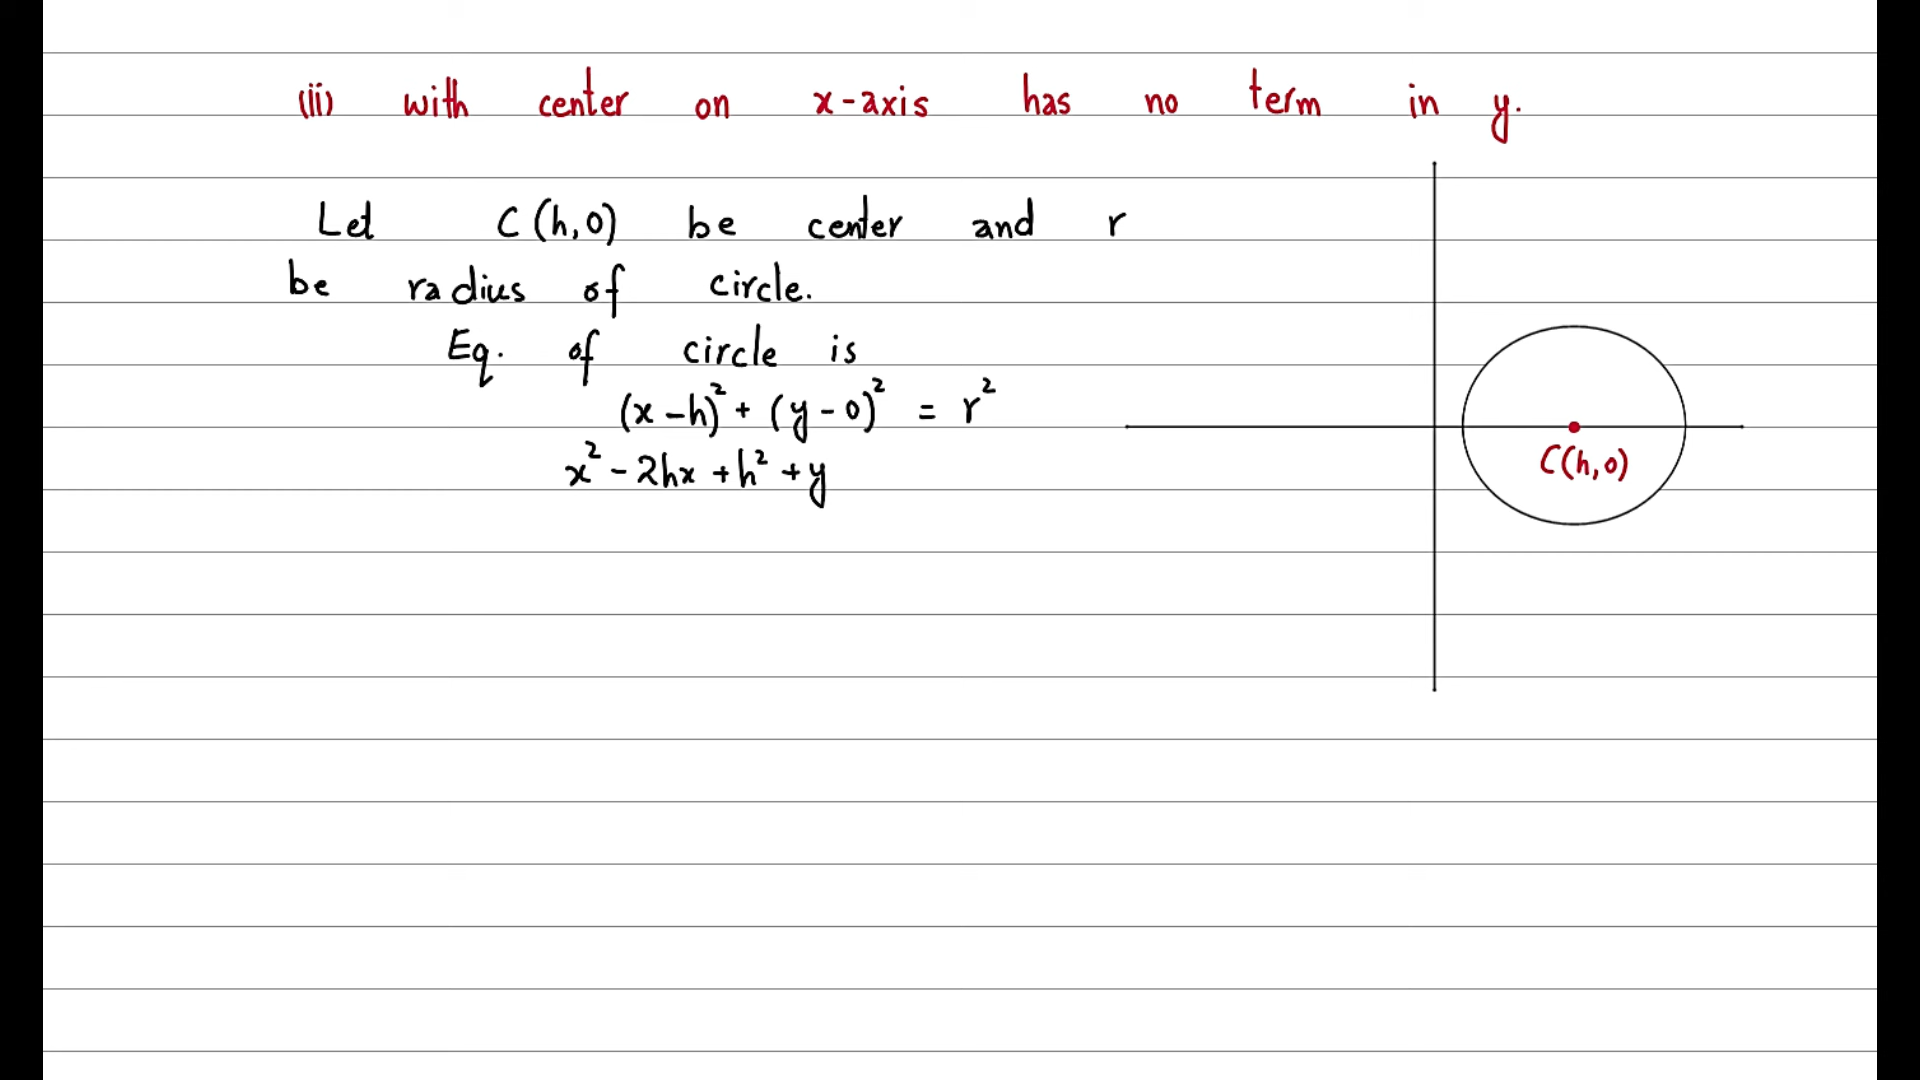 (ii) with center on x-axis has no term in y.
Let C(h,0) be center and r
be radius of circle.
Eq. of circle is
(x-h)² + (y-0)² = r²
x² - 2hx + h² + y
C(h,0)